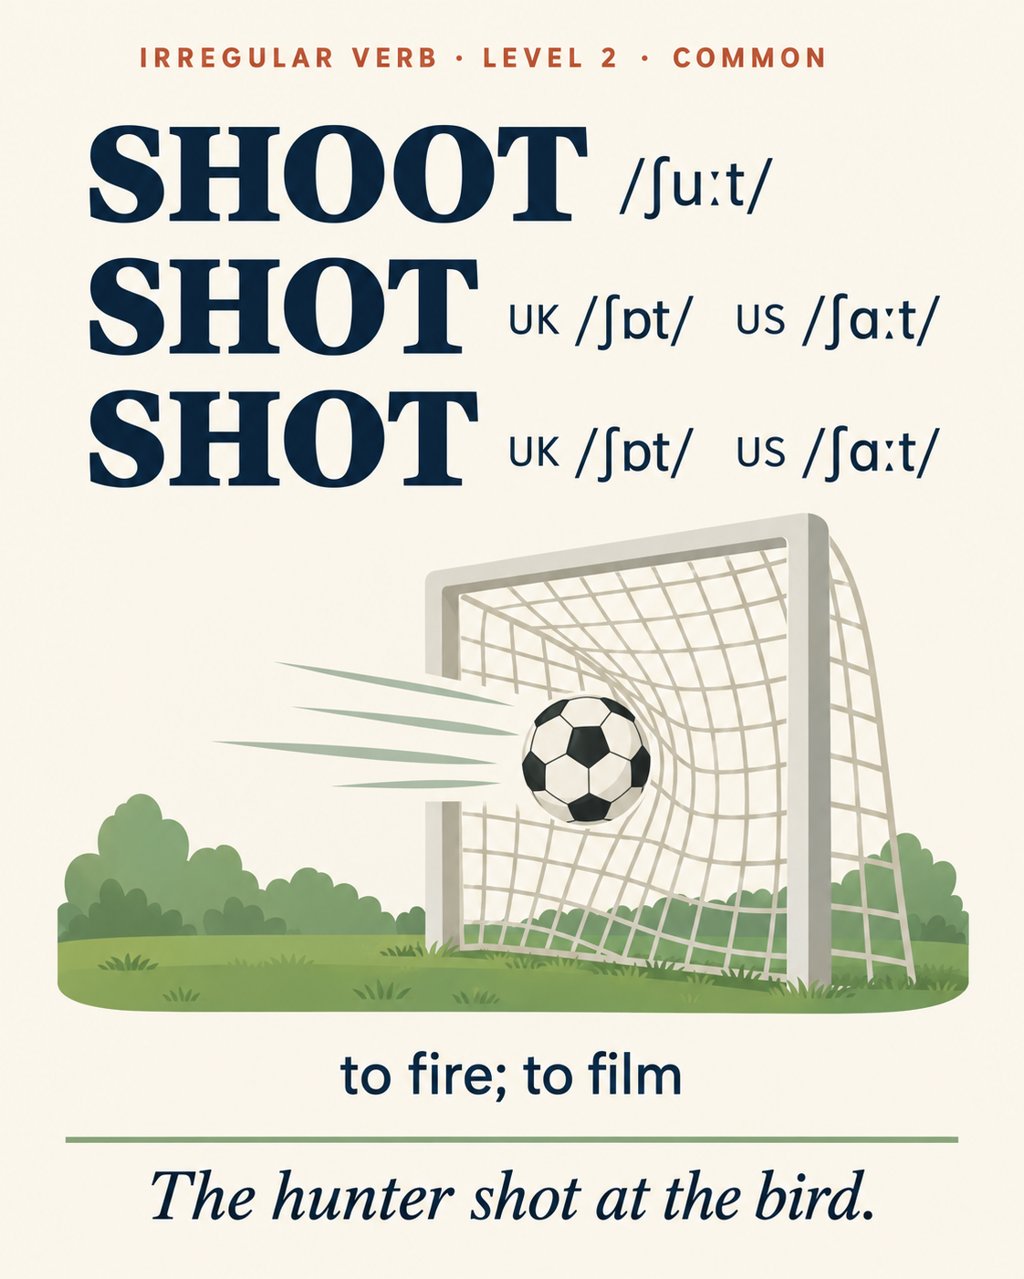 IRREGULAR VERB · LEVEL 2 · COMMON
SHOOT /ʃuːt/
SHOT UK /ʃɒt/ US /ʃɑːt/
SHOT UK /ʃɒt/ US /ʃɑːt/
to fire; to film
The hunter shot at the bird.